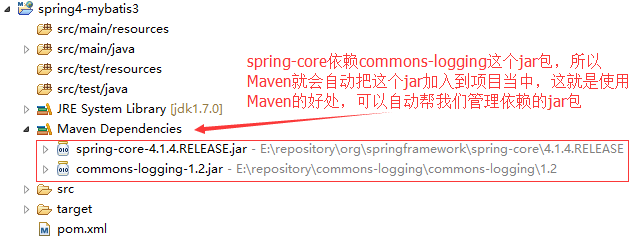 spring4-mybatis3
src/main/resources
src/main/java
src/test/resources
src/test/java
JRE System Library [jdk1.7.0]
Maven Dependencies
spring-core-4.1.4.RELEASE.jar - E:\repository\org\springframework\spring-core\4.1.4.RELEASE
commons-logging-1.2.jar - E:\repository\commons-logging\commons-logging\1.2
src
target
pom.xml
spring-core依赖commons-logging这个jar包，所以
Maven就会自动把这个jar加入到项目当中，这就是使用
Maven的好处，可以自动帮我们管理依赖的jar包